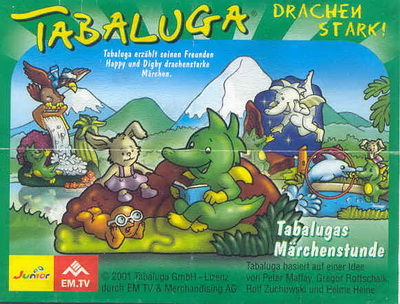 TABALUGA®
DRACHEN
STARK!
Tabaluga erzählt seinen Freunden
Happy und Digby drachenstarke
Märchen.
Tabalugas
Märchenstunde
Junior
EM.TV
© 2001 Tabaluga GmbH - Lizenz
durch EM TV & Merchandising AG
Tabaluga basiert auf einer Idee
von Peter Maffay, Gregor Rottschalk,
Rolf Zuckowski und Helme Heine